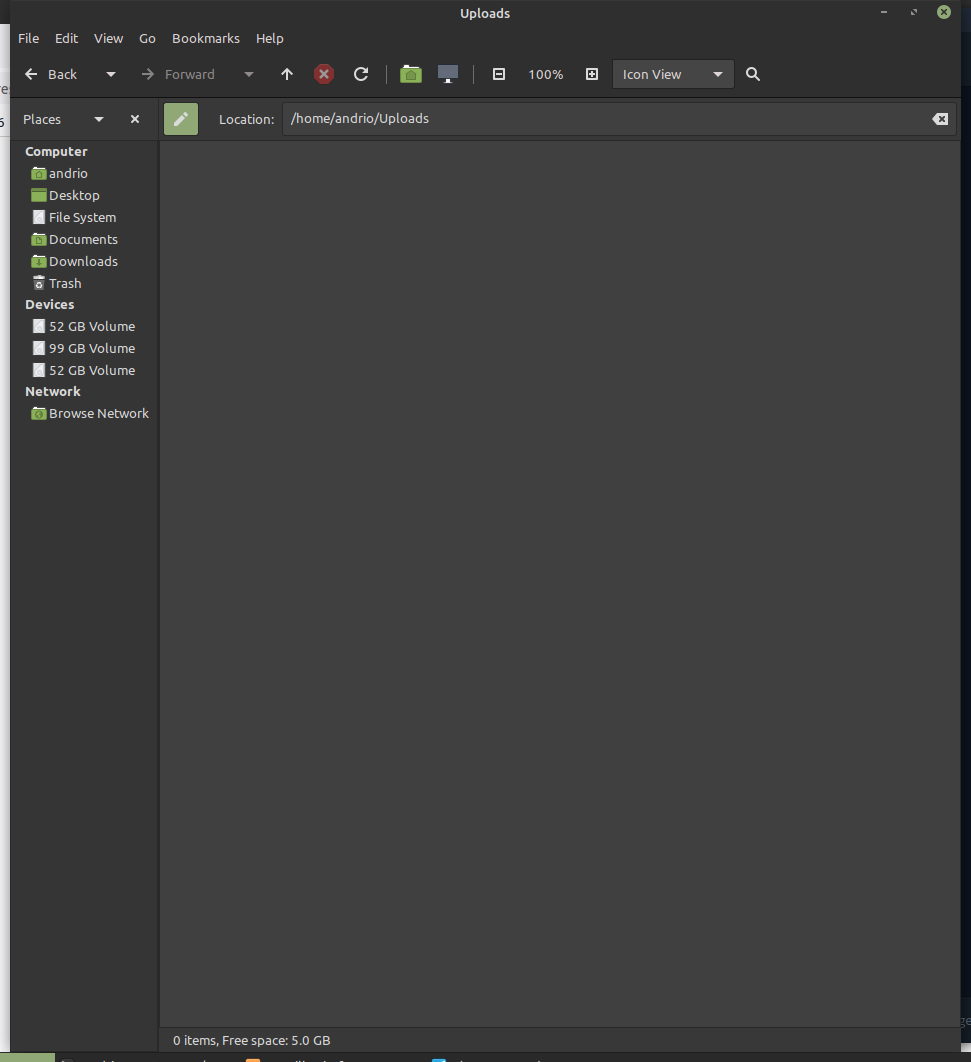 Uploads
File Edit View Go Bookmarks Help
Back Forward 100% Icon View
Places Location: /home/andrio/Uploads
Computer
andrio
Desktop
File System
Documents
Downloads
Trash
Devices
52 GB Volume
99 GB Volume
52 GB Volume
Network
Browse Network
0 items, Free space: 5.0 GB